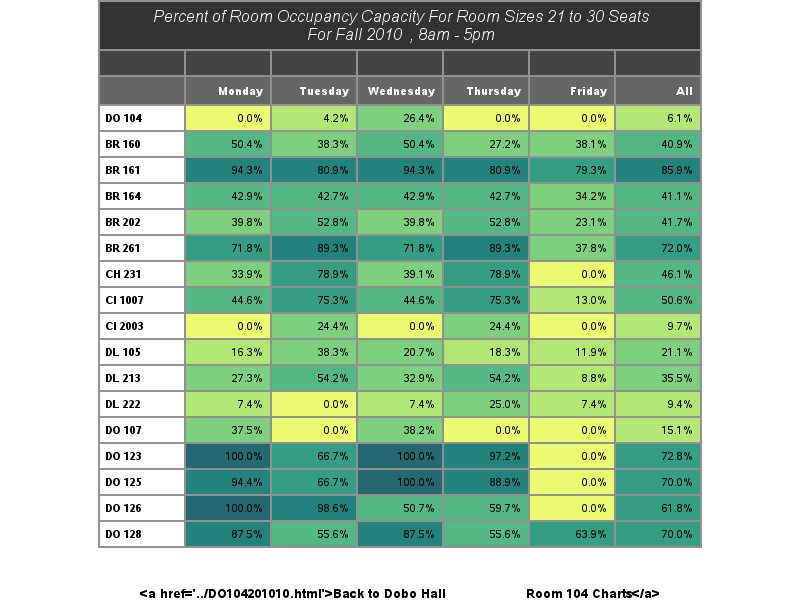 Percent of Room Occupancy Capacity For Room Sizes 21 to 30 Seats
For Fall 2010 , 8am - 5pm
Monday Tuesday Wednesday Thursday Friday All
DO 104 0.0% 4.2% 26.4% 0.0% 0.0% 6.1%
BR 160 50.4% 38.3% 50.4% 27.2% 38.1% 40.9%
BR 161 94.3% 80.9% 94.3% 80.9% 79.3% 85.9%
BR 164 42.9% 42.7% 42.9% 42.7% 34.2% 41.1%
BR 202 39.8% 52.8% 39.8% 52.8% 23.1% 41.7%
BR 261 71.8% 89.3% 71.8% 89.3% 37.8% 72.0%
CH 231 33.9% 78.9% 39.1% 78.9% 0.0% 46.1%
CI 1007 44.6% 75.3% 44.6% 75.3% 13.0% 50.6%
CI 2003 0.0% 24.4% 0.0% 24.4% 0.0% 9.7%
DL 105 16.3% 38.3% 20.7% 18.3% 11.9% 21.1%
DL 213 27.3% 54.2% 32.9% 54.2% 8.8% 35.5%
DL 222 7.4% 0.0% 7.4% 25.0% 7.4% 9.4%
DO 107 37.5% 0.0% 38.2% 0.0% 0.0% 15.1%
DO 123 100.0% 66.7% 100.0% 97.2% 0.0% 72.8%
DO 125 94.4% 66.7% 100.0% 88.9% 0.0% 70.0%
DO 126 100.0% 98.6% 50.7% 59.7% 0.0% 61.8%
DO 128 87.5% 55.6% 87.5% 55.6% 63.9% 70.0%
<a href='../DO104201010.html'>Back to Dobo Hall Room 104 Charts</a>